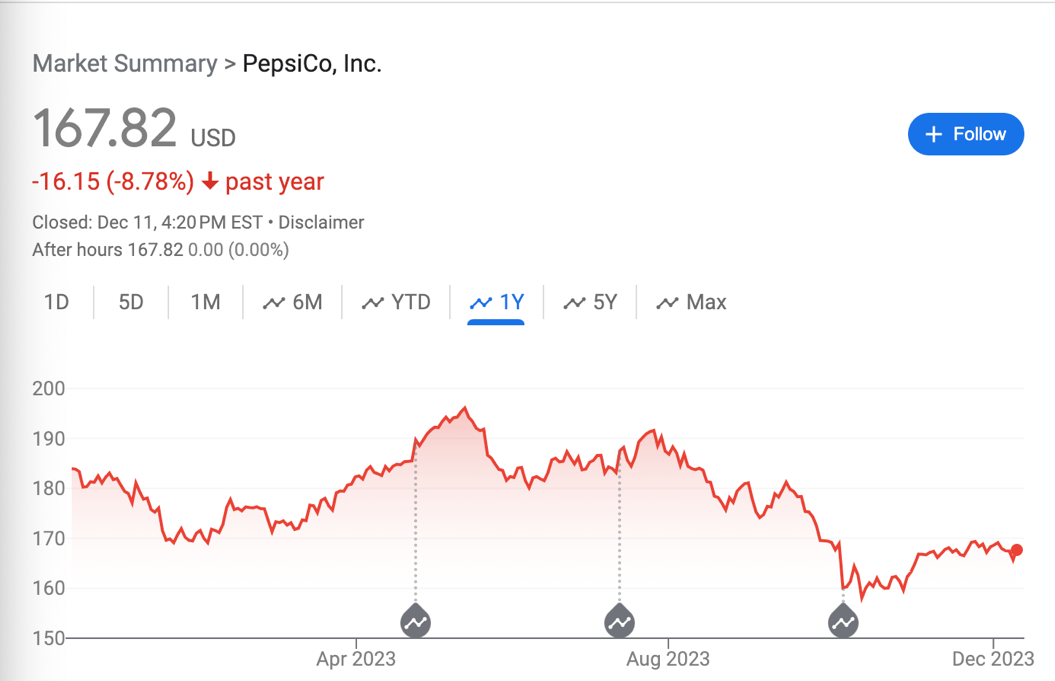 Market Summary > PepsiCo, Inc.
167.82 USD
+ Follow
-16.15 (-8.78%) ↓ past year
Closed: Dec 11, 4:20 PM EST • Disclaimer
After hours 167.82 0.00 (0.00%)
1D 5D 1M 6M YTD 1Y 5Y Max
200
190
180
170
160
150
Apr 2023 Aug 2023 Dec 2023